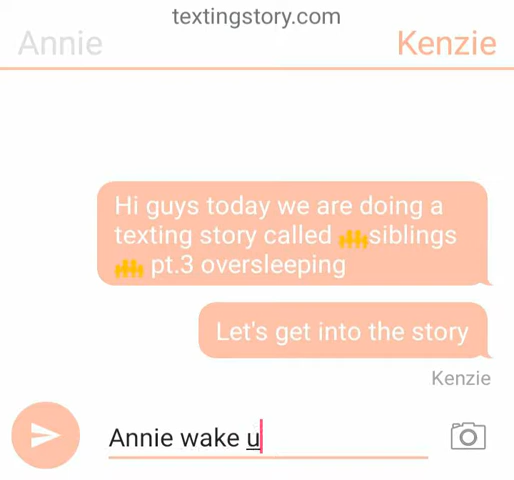 textingstory.com
Annie Kenzie
Hi guys today we are doing a
texting story called siblings
pt.3 oversleeping
Let's get into the story
Kenzie
Annie wake u